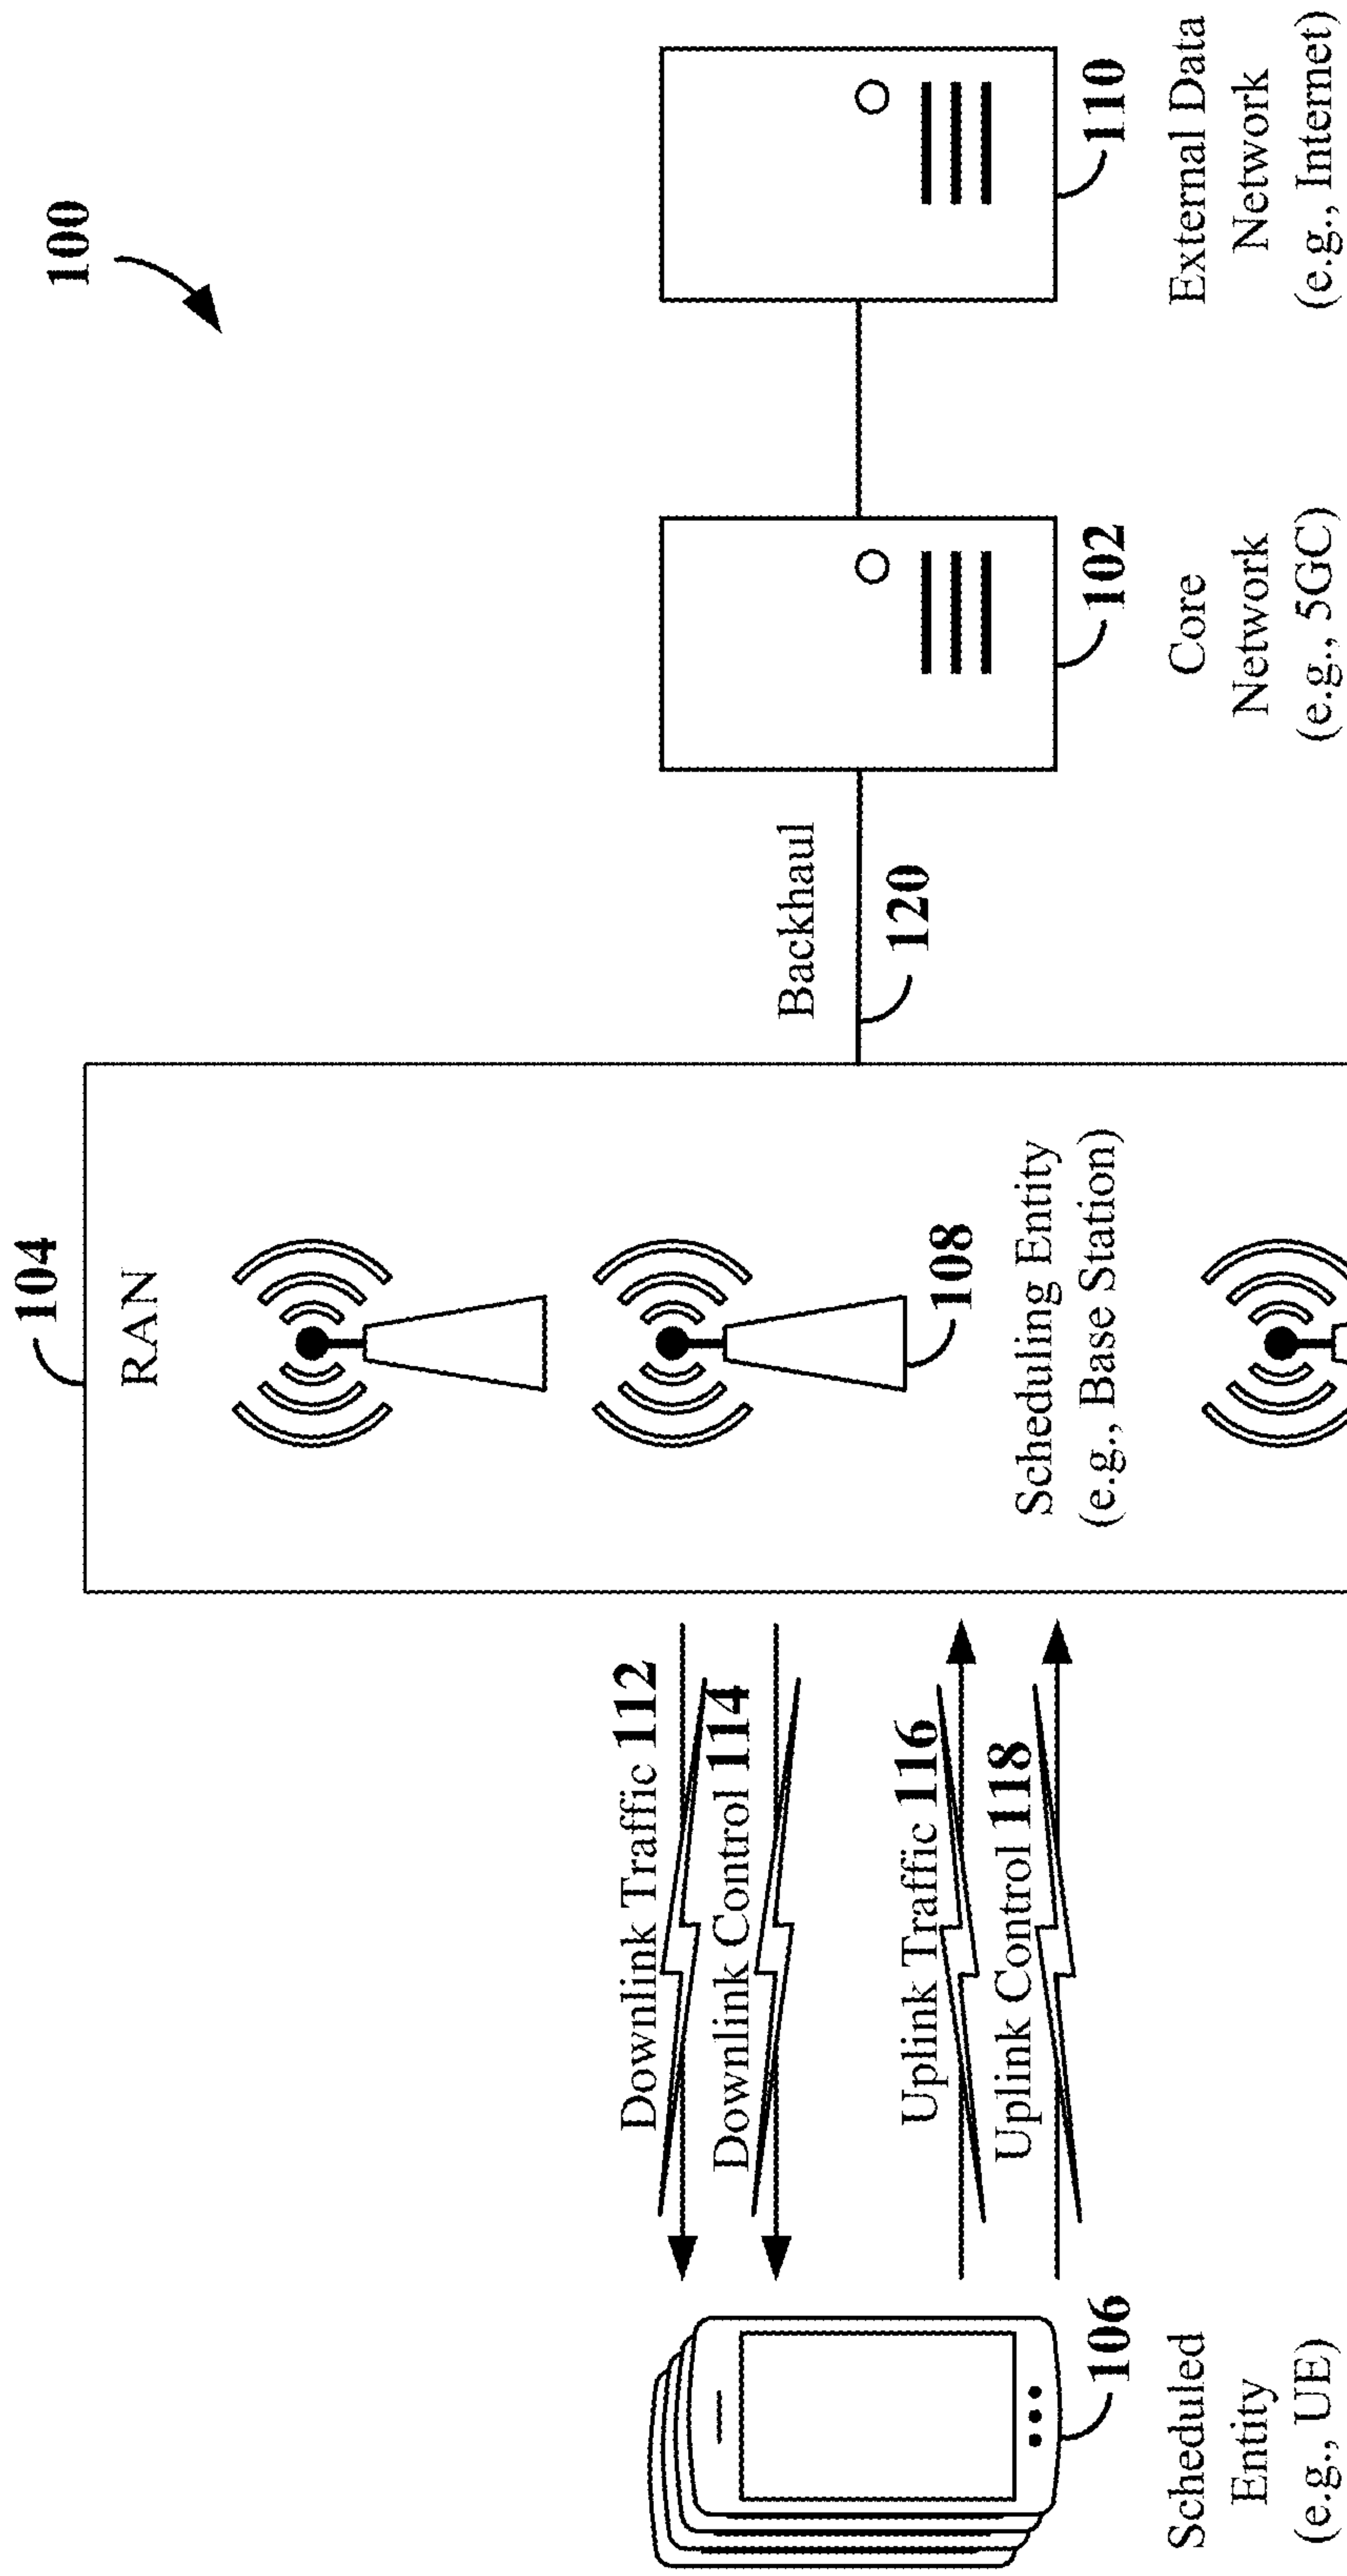 100
104
RAN
Downlink Traffic 112
Downlink Control 114
Backhaul
120
Uplink Traffic 116
Uplink Control 118
108
106
102
110
Scheduling Entity
(e.g., Base Station)
Scheduled
Entity
(e.g., UE)
Core
Network
(e.g., 5GC)
External Data
Network
(e.g., Internet)